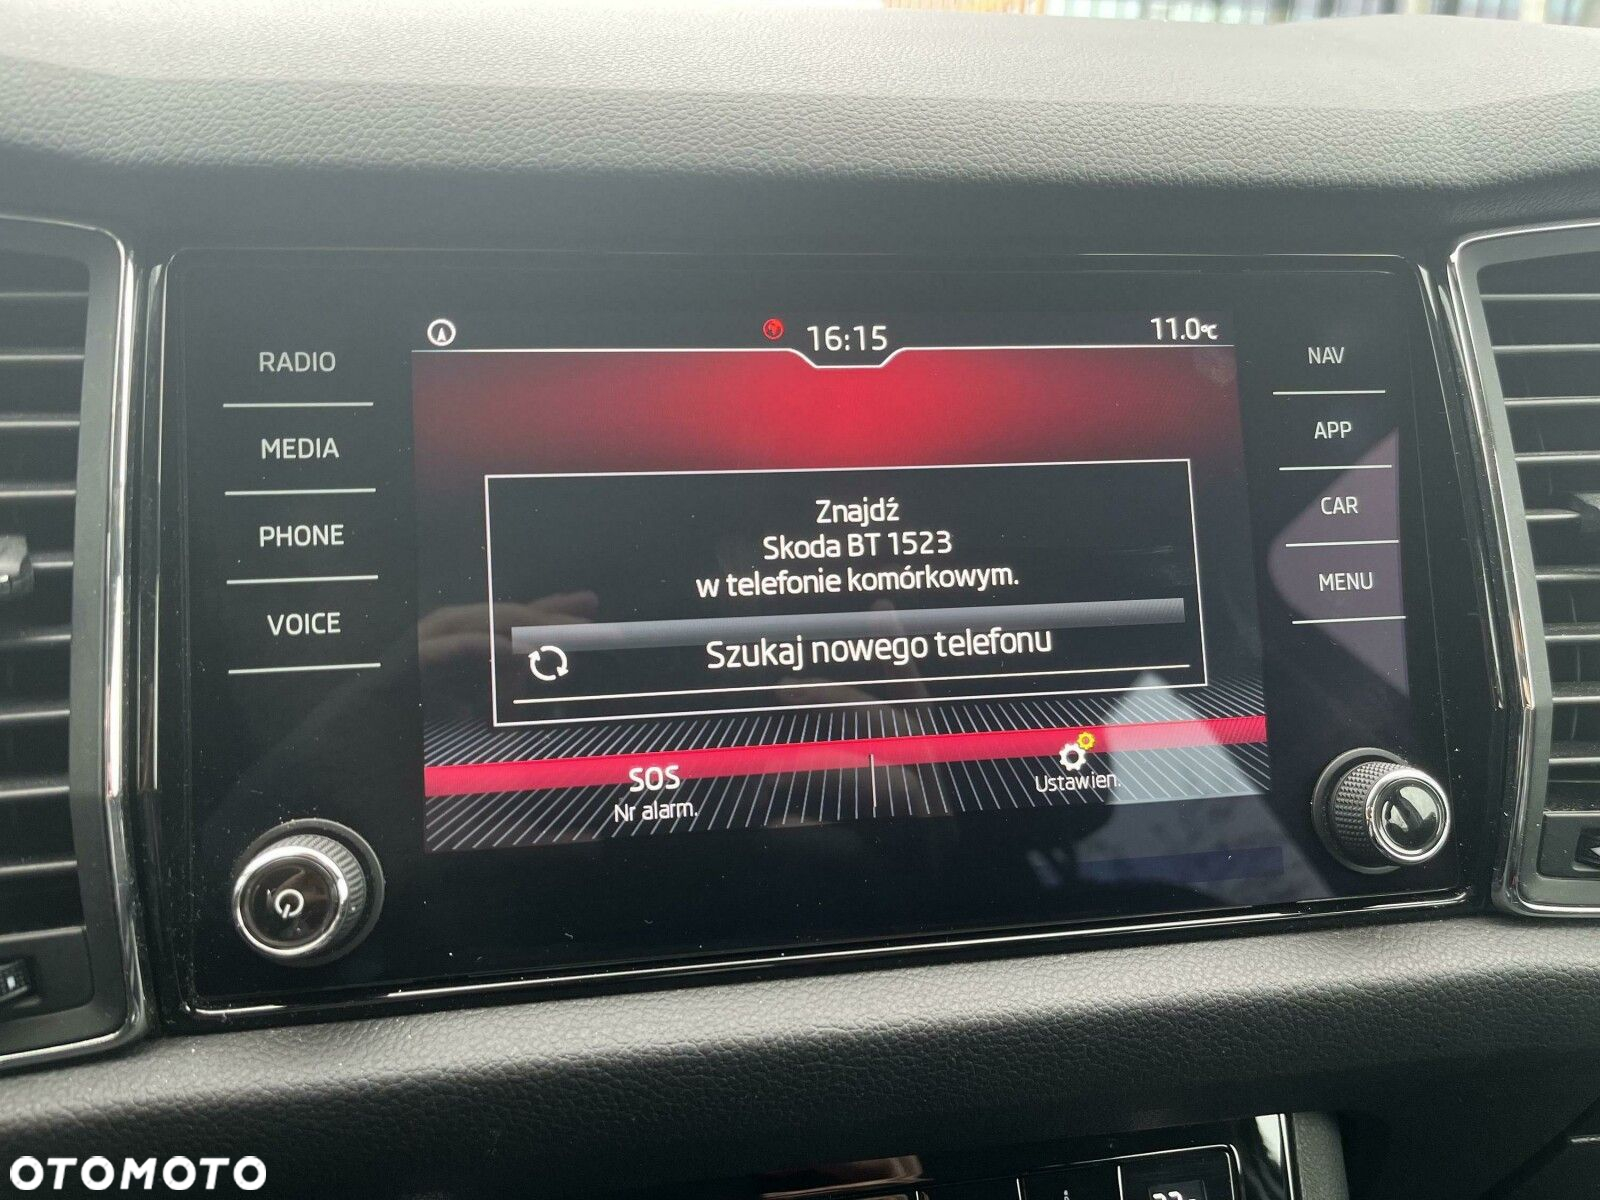 16:15
11.0°C
RADIO
MEDIA
PHONE
VOICE
Znajdź
Skoda BT 1523
w telefonie komórkowym.
Szukaj nowego telefonu
SOS
Nr alarm.
Ustawien.
NAV
APP
CAR
MENU
OTOMOTO